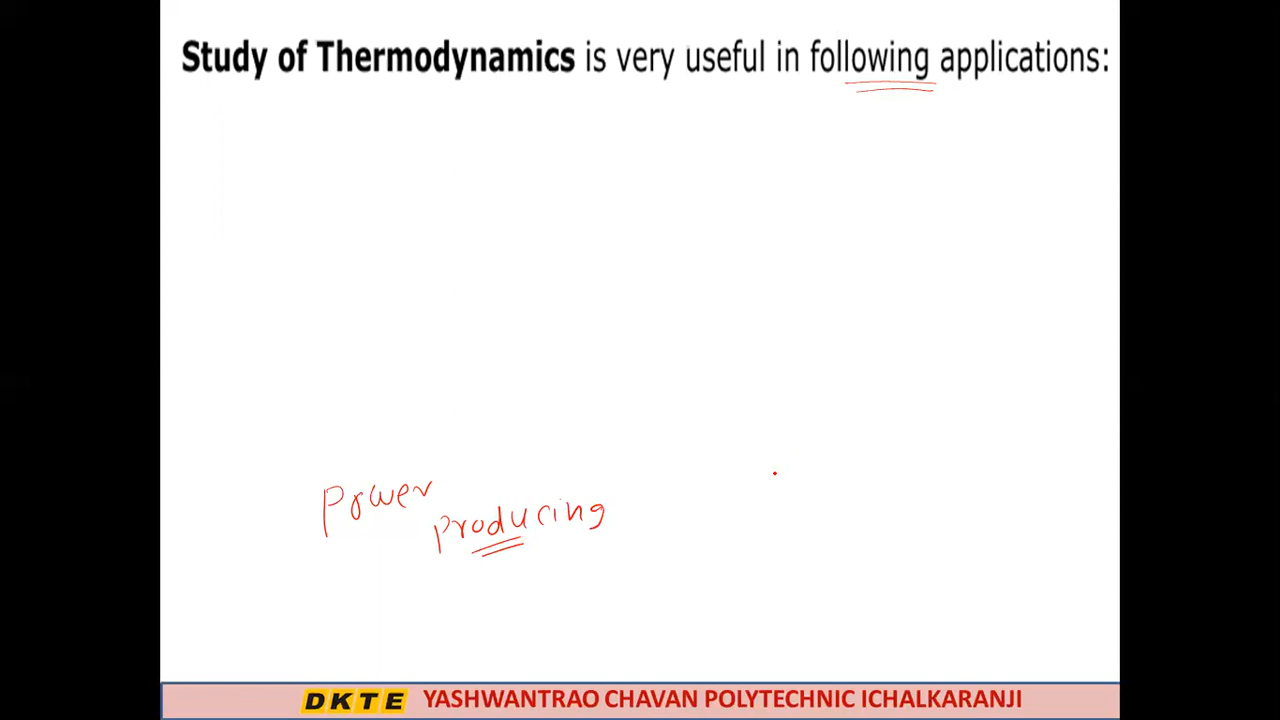 Study of Thermodynamics is very useful in following applications:
Power
producing
DKTE YASHWANTRAO CHAVAN POLYTECHNIC ICHALKARANJI